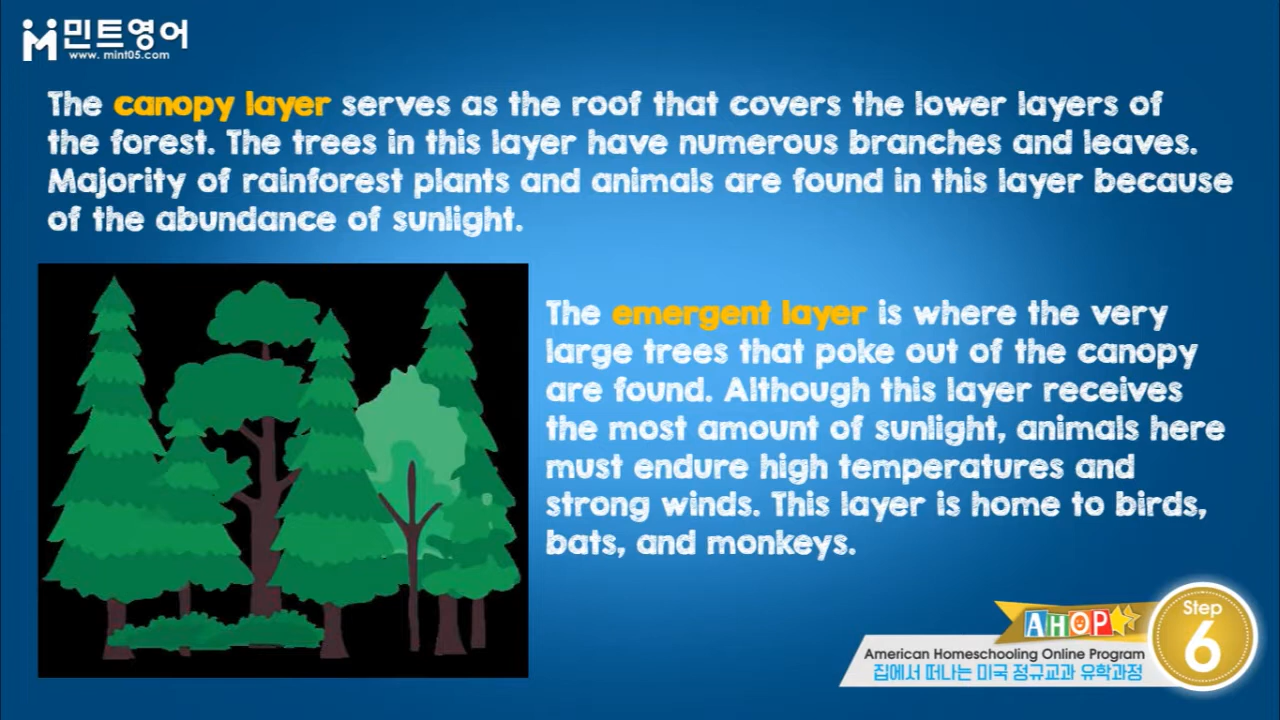 민트영어
www. mint05.com
The canopy layer serves as the roof that covers the lower layers of
the forest. The trees in this layer have numerous branches and leaves.
Majority of rainforest plants and animals are found in this layer because
of the abundance of sunlight.
The emergent layer is where the very
large trees that poke out of the canopy
are found. Although this layer receives
the most amount of sunlight, animals here
must endure high temperatures and
strong winds. This layer is home to birds,
bats, and monkeys.
AHOP
Step
6
American Homeschooling Online Program
집에서 떠나는 미국 정규교과 유학과정